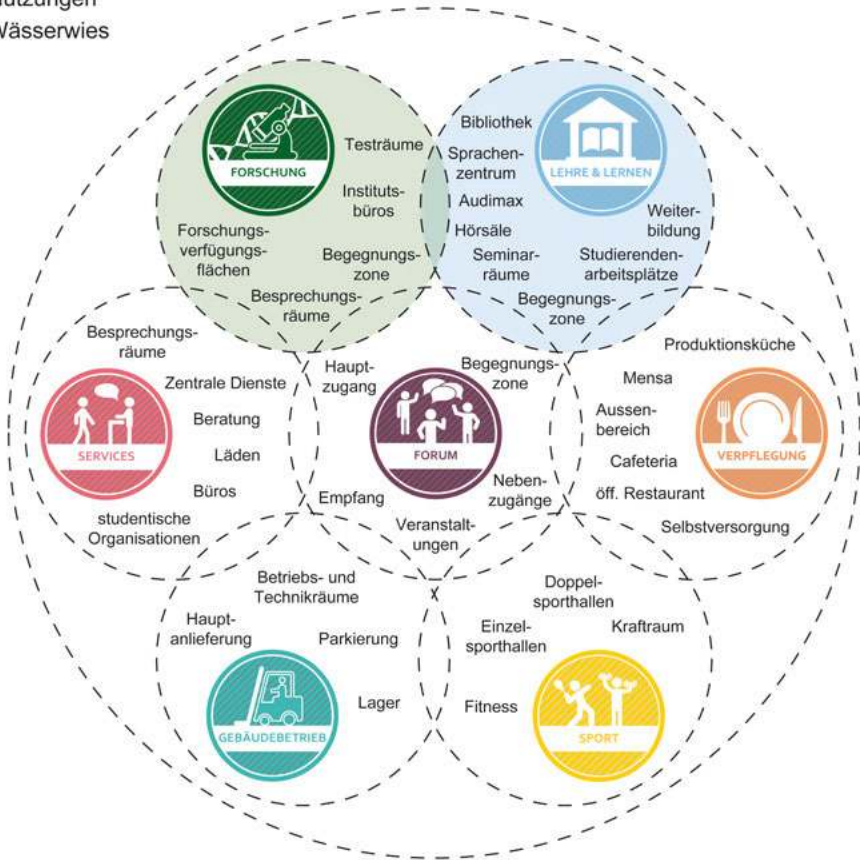 Wässerwies
FORSCHUNG
Testräume
Instituts-
büros
Forschungs-
verfügungs-
flächen
Begegnungs-
zone
Besprechungs-
räume
Bibliothek
Sprachen-
zentrum
Audimax
Hörsäle
Seminar-
räume
LEHRE & LERNEN
Weiter-
bildung
Studierenden-
arbeitsplätze
Begegnungs-
zone
Besprechungs-
räume
Zentrale Dienste
SERVICES
Beratung
Läden
Büros
studentische
Organisationen
Haupt-
zugang
Begegnungs-
zone
FORUM
Empfang
Neben-
zugänge
Veranstalt-
ungen
Produktionsküche
Mensa
Aussen-
bereich
VERPFLEGUNG
Cafeteria
öff. Restaurant
Selbstversorgung
Betriebs- und
Technikräume
Haupt-
anlieferung
Parkierung
Lager
GEBÄUDEBETRIEB
Doppel-
sporthallen
Einzel-
sporthallen
Kraftraum
Fitness
SPORT